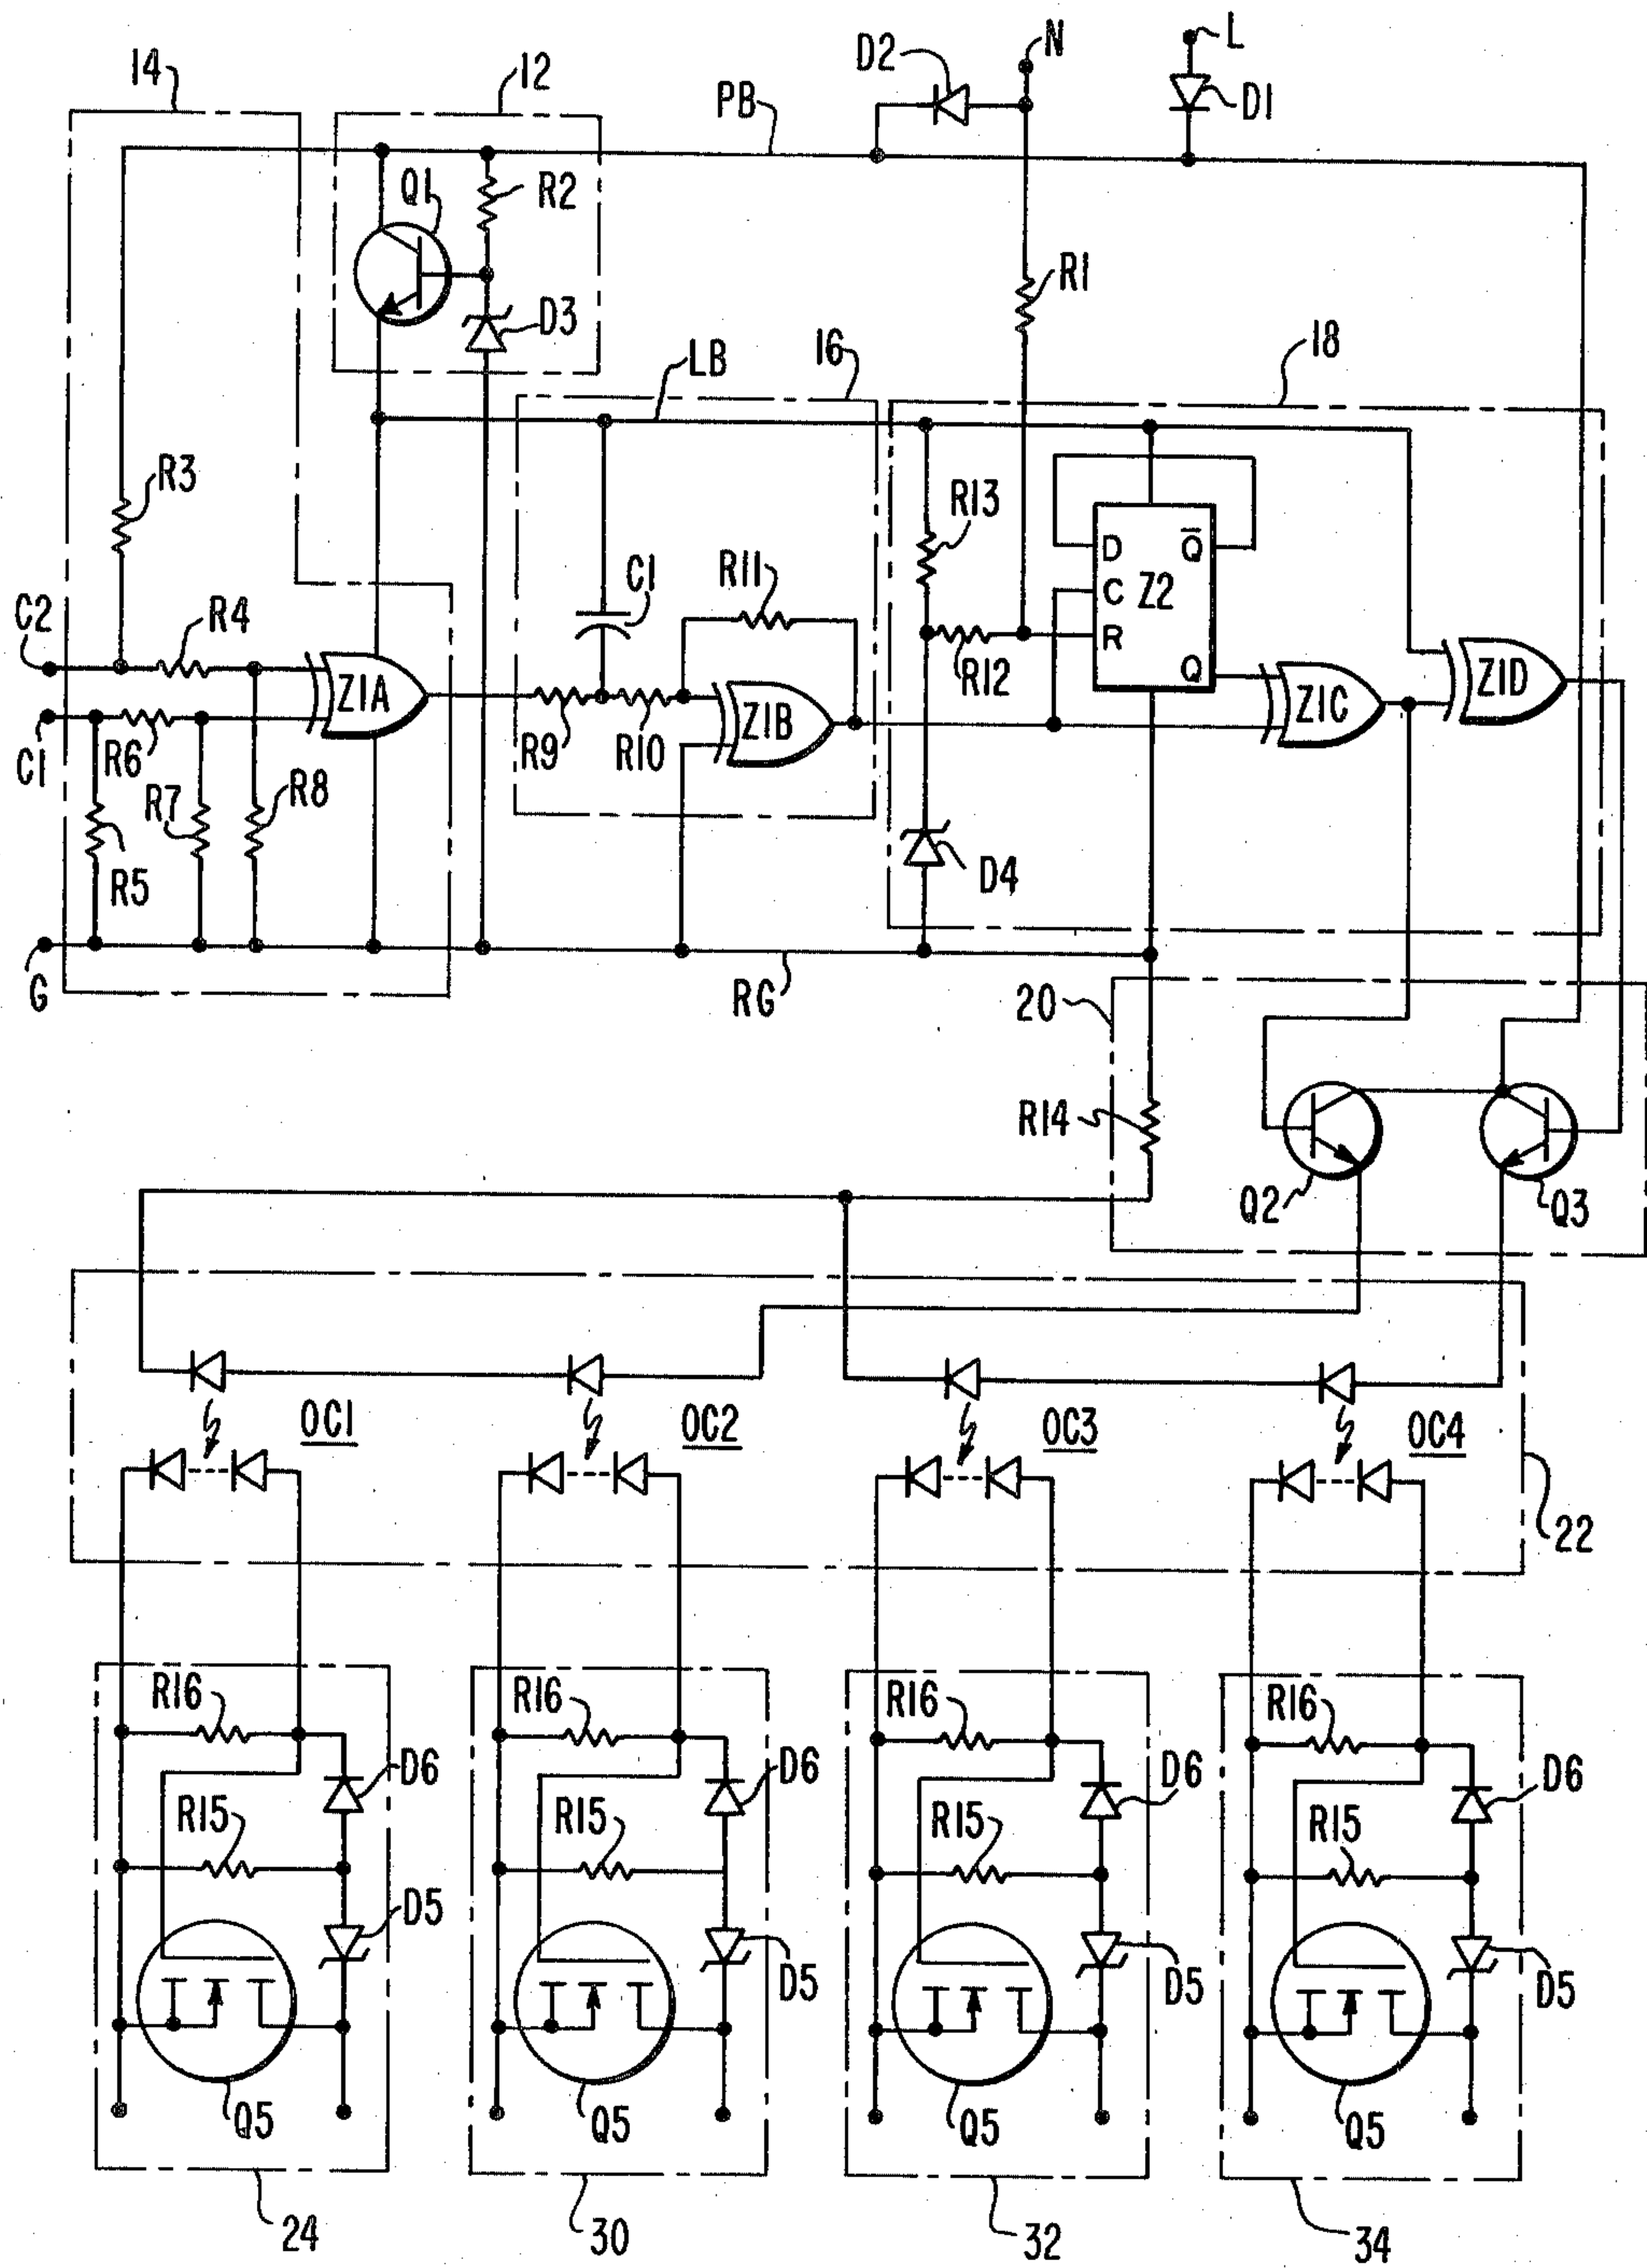 L
N
D2
14
12
PB
D1
Q1
R2
R1
D3
18
LB
16
R3
R13
C1
R11
D
Q̅
C
Z2
C2
R4
R
R12
Q
Z1A
Z1D
Z1C
Z1B
C1
R6
R9
R10
R7
R8
R5
D4
G
RG
20
R14
Q2
Q3
OC1
OC2
OC3
OC4
22
R16
R16
R16
R16
D6
D6
D6
D6
R15
R15
R15
R15
D5
D5
D5
D5
Q5
Q5
Q5
Q5
24
30
32
34